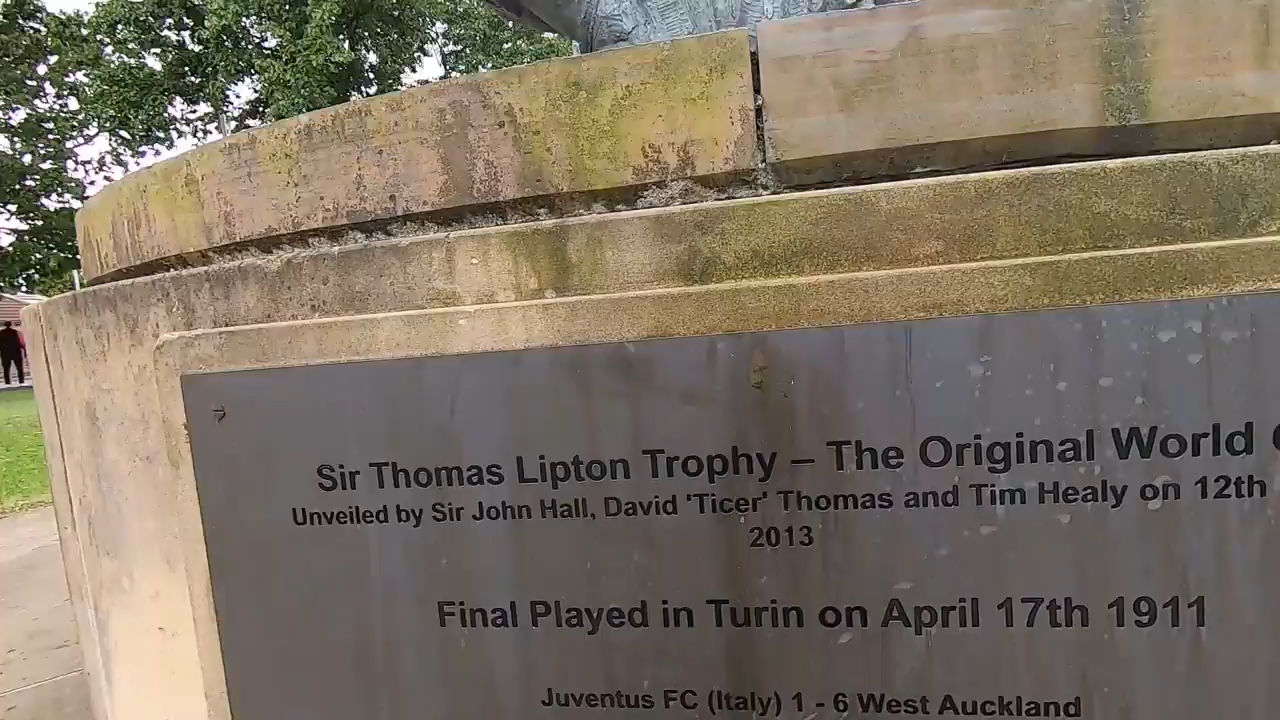 Sir Thomas Lipton Trophy – The Original World
Unveiled by Sir John Hall, David 'Ticer' Thomas and Tim Healy on 12th
2013
Final Played in Turin on April 17th 1911
Juventus FC (Italy) 1 - 6 West Auckland